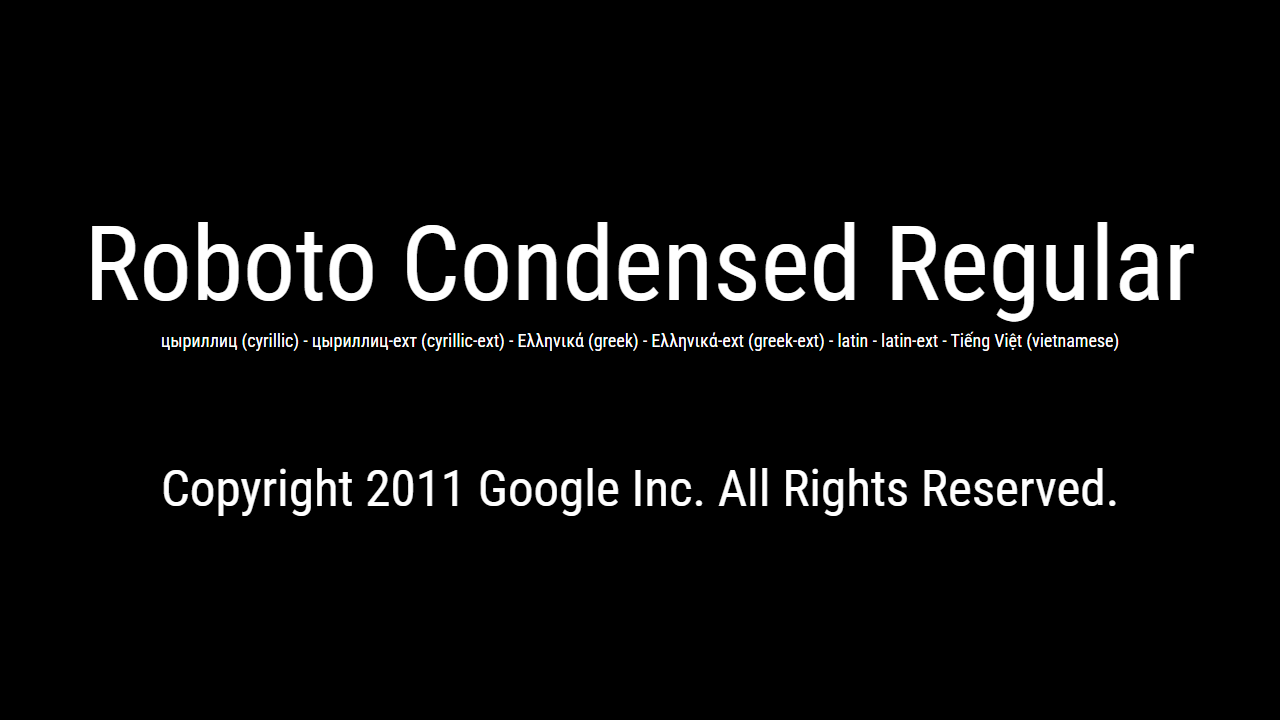 Roboto Condensed Regular
цыриллиц (cyrillic) - цыриллиц-ехт (cyrillic-ext) - Ελληνικά (greek) - Ελληνικά-ext (greek-ext) - latin - latin-ext - Tiếng Việt (vietnamese)
Copyright 2011 Google Inc. All Rights Reserved.